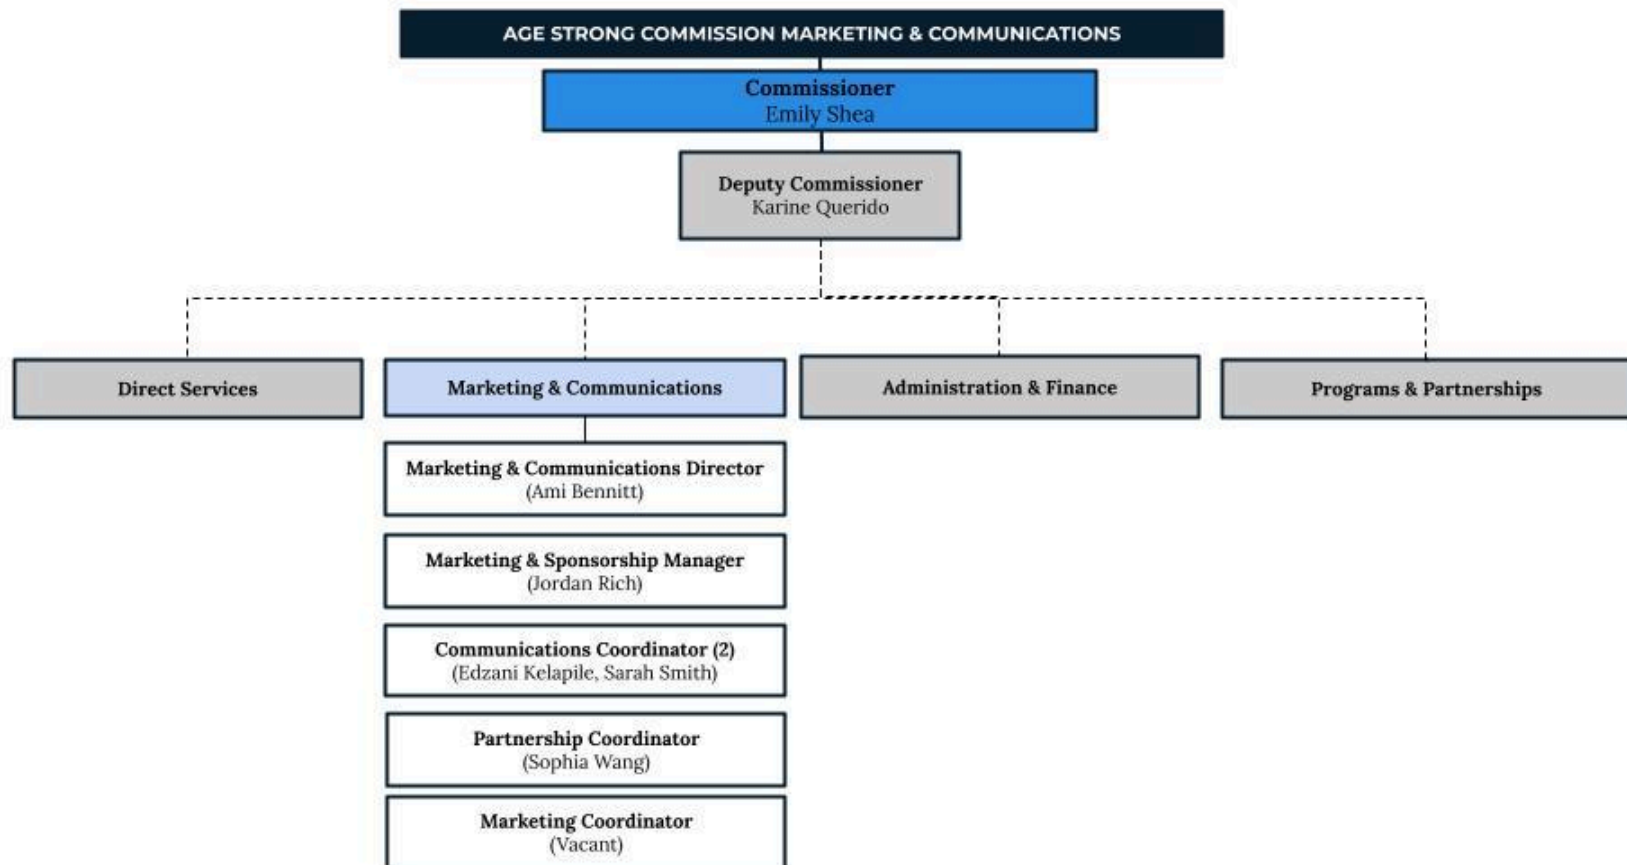 AGE STRONG COMMISSION MARKETING & COMMUNICATIONS
Commissioner
Emily Shea
Deputy Commissioner
Karine Querido
Direct Services
Marketing & Communications
Administration & Finance
Programs & Partnerships
Marketing & Communications Director
(Ami Bennitt)
Marketing & Sponsorship Manager
(Jordan Rich)
Communications Coordinator (2)
(Edzani Kelapile, Sarah Smith)
Partnership Coordinator
(Sophia Wang)
Marketing Coordinator
(Vacant)